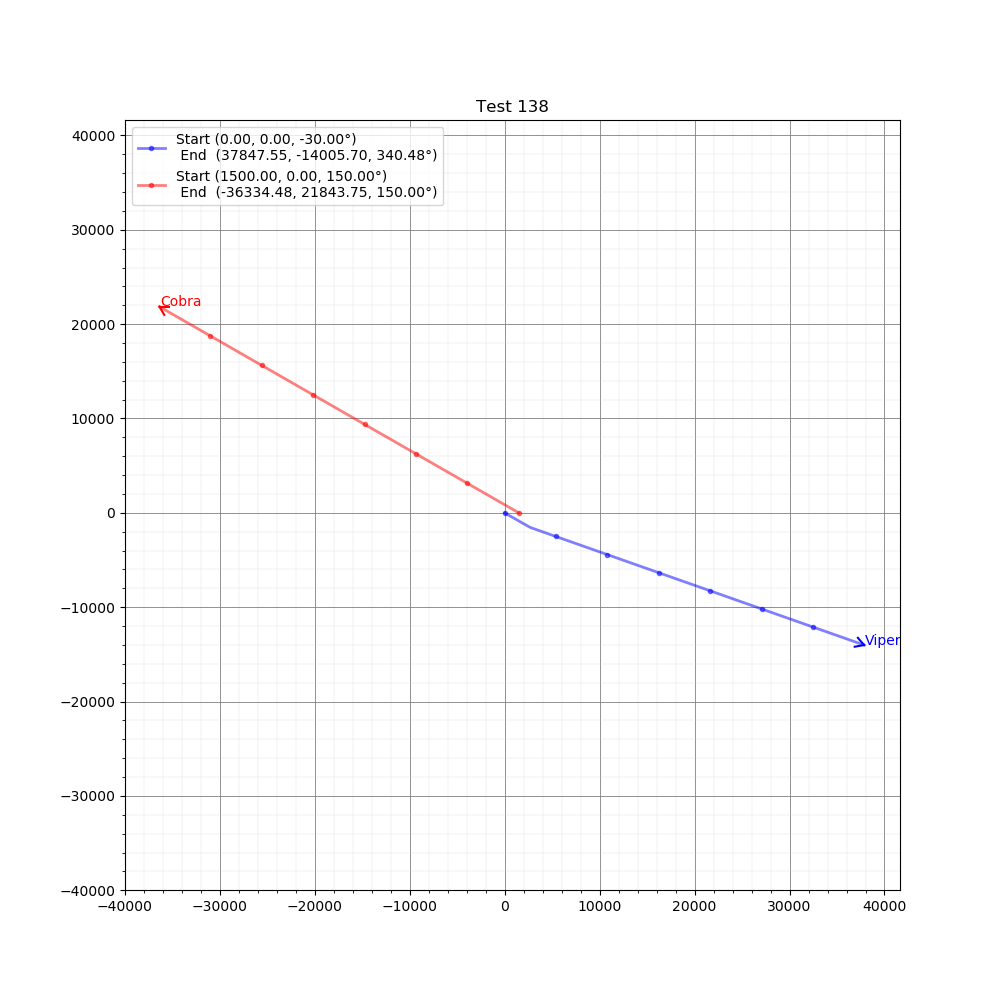 Test 138
Start (0.00, 0.00, -30.00°)
End (37847.55, -14005.70, 340.48°)
Start (1500.00, 0.00, 150.00°)
End (-36334.48, 21843.75, 150.00°)
40000
30000
20000
10000
0
−10000
−20000
−30000
−40000
Cobra
Viper
−40000 −30000 −20000 −10000 0 10000 20000 30000 40000